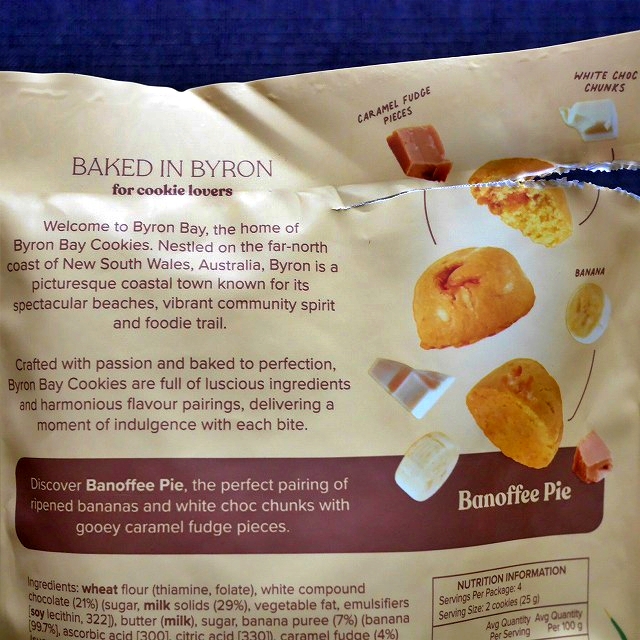 CARAMEL FUDGE
PIECES
WHITE CHOC
CHUNKS
BAKED IN BYRON
for cookie lovers
Welcome to Byron Bay, the home of
Byron Bay Cookies. Nestled on the far-north
coast of New South Wales, Australia, Byron is a
picturesque coastal town known for its
spectacular beaches, vibrant community spirit
and foodie trail.
BANANA
Crafted with passion and baked to perfection,
Byron Bay Cookies are full of luscious ingredients
and harmonious flavour pairings, delivering a
moment of indulgence with each bite.
Discover Banoffee Pie, the perfect pairing of
ripened bananas and white choc chunks with
gooey caramel fudge pieces.
Banoffee Pie
Ingredients: wheat flour (thiamine, folate), white compound
chocolate (21%) (sugar, milk solids (29%), vegetable fat, emulsifiers
[soy lecithin, 322]), butter (milk), sugar, banana puree (7%) (banana
[99.7%], ascorbic acid [300], citric acid [330]), caramel fudge (4%)
NUTRITION INFORMATION
Servings Per Package: 4
Serving Size: 2 cookies (25 g)
Avg Quantity Avg Quantity
Per Serving Per 100 g